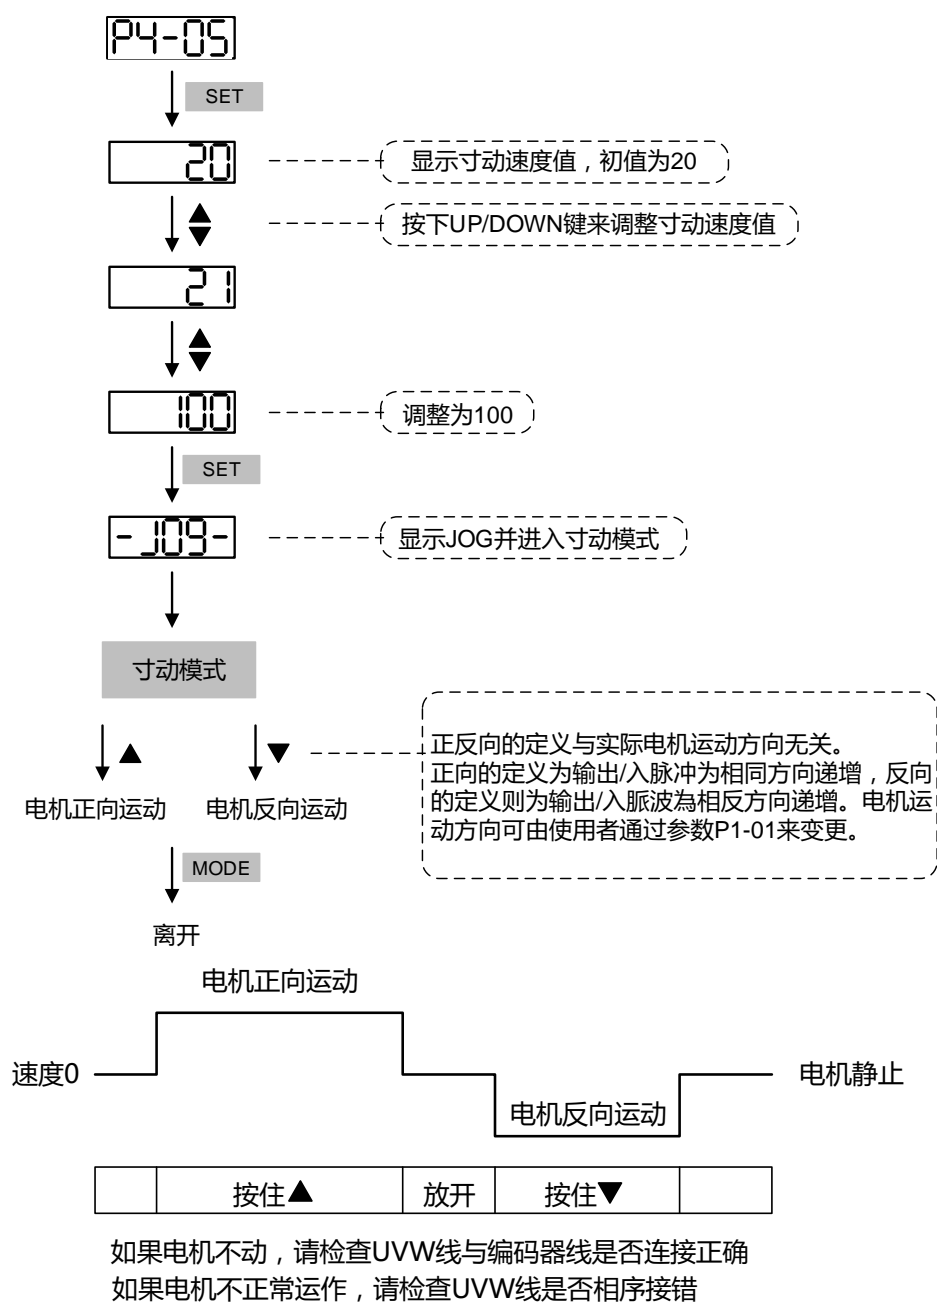 P4-05
SET
20
显示寸动速度值，初值为20
按下UP/DOWN键来调整寸动速度值
21
100
调整为100
SET
-JOG-
显示JOG并进入寸动模式
寸动模式
▲
▼
正反向的定义与实际电机运动方向无关。
正向的定义为输出/入脉冲为相同方向递增，反向
的定义则为输出/入脉波為相反方向递增。电机运
动方向可由使用者通过参数P1-01来变更。
电机正向运动
电机反向运动
MODE
离开
电机正向运动
速度0
电机静止
电机反向运动
按住▲
放开
按住▼
如果电机不动，请检查UVW线与编码器线是否连接正确
如果电机不正常运作，请检查UVW线是否相序接错